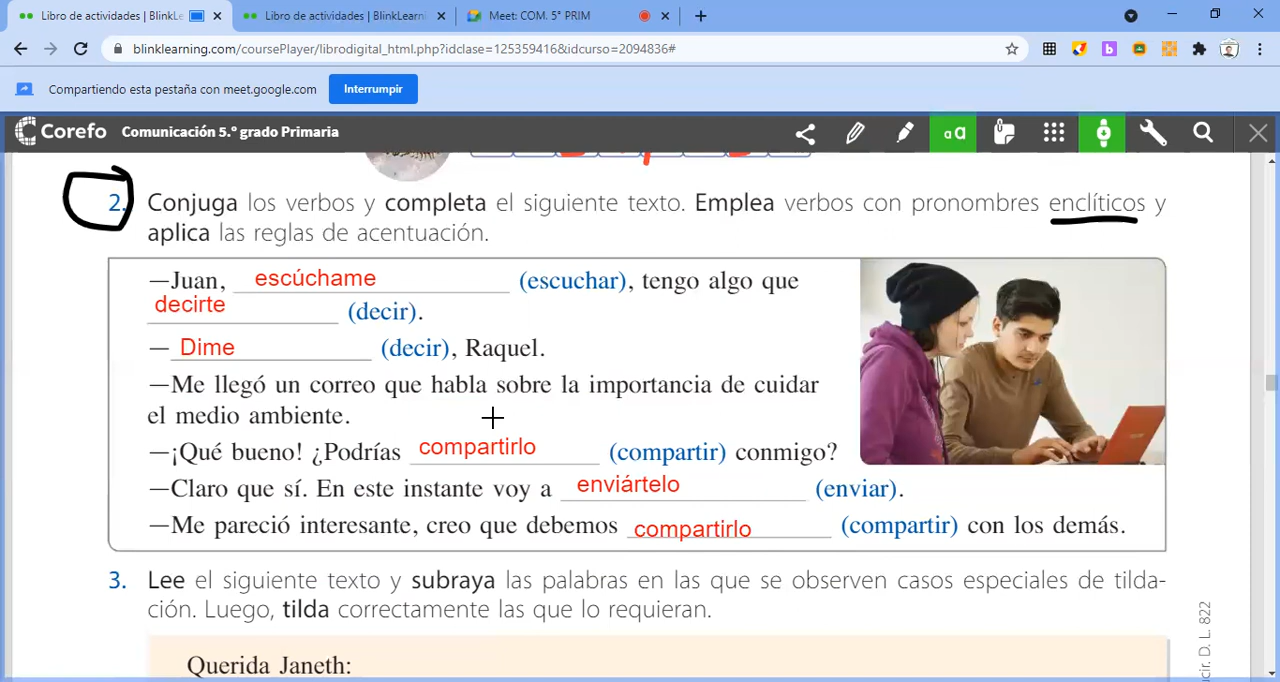 Libro de actividades | BlinkLe
Libro de actividades | BlinkLearn
Meet: COM. 5° PRIM
blinklearning.com/coursePlayer/librodigital_html.php?idclase=125359416&idcurso=2094836#
Compartiendo esta pestaña con meet.google.com
Interrumpir
Corefo Comunicación 5.º grado Primaria
aa
2. Conjuga los verbos y completa el siguiente texto. Emplea verbos con pronombres enclíticos y
aplica las reglas de acentuación.
—Juan, escúchame (escuchar), tengo algo que
decirte (decir).
— Dime (decir), Raquel.
—Me llegó un correo que habla sobre la importancia de cuidar
el medio ambiente.
—¡Qué bueno! ¿Podrías compartirlo (compartir) conmigo?
—Claro que sí. En este instante voy a enviártelo (enviar).
—Me pareció interesante, creo que debemos compartirlo (compartir) con los demás.
3. Lee el siguiente texto y subraya las palabras en las que se observen casos especiales de tilda-
ción. Luego, tilda correctamente las que lo requieran.
Querida Janeth:
ucir. D. L. 822